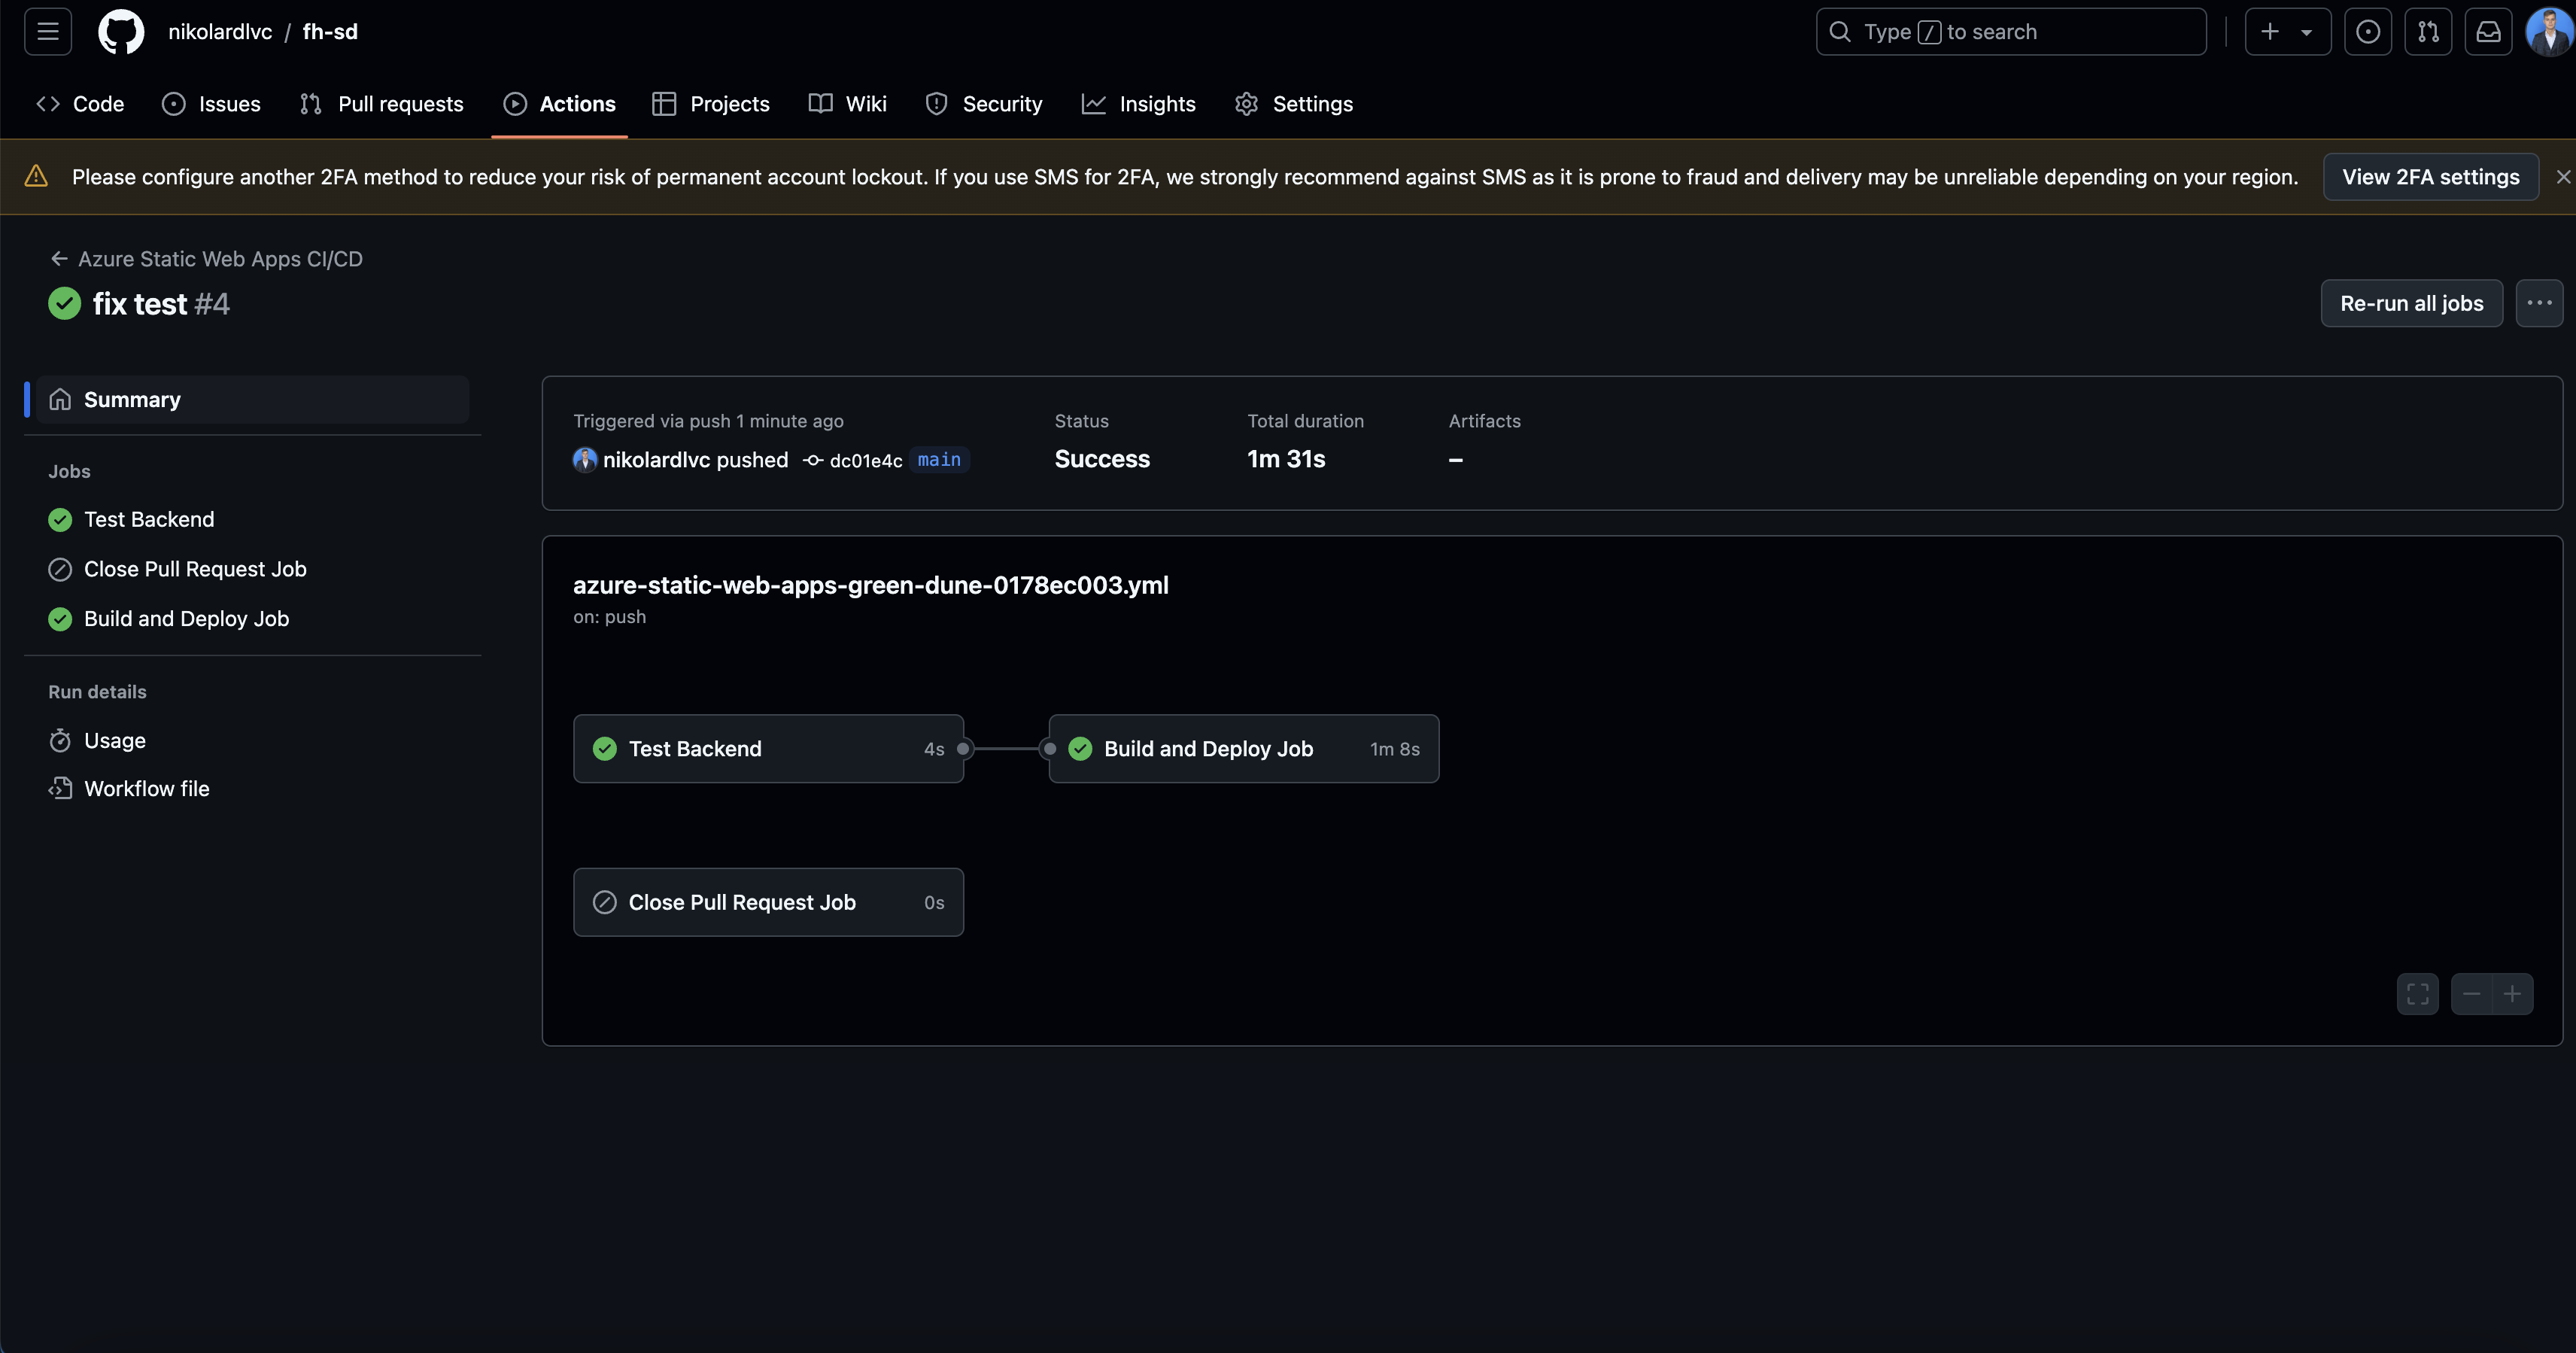 nikolardlvc / fh-sd
Type / to search
Code Issues Pull requests Actions Projects Wiki Security Insights Settings
Please configure another 2FA method to reduce your risk of permanent account lockout. If you use SMS for 2FA, we strongly recommend against SMS as it is prone to fraud and delivery may be unreliable depending on your region.
View 2FA settings
Azure Static Web Apps CI/CD
fix test #4
Re-run all jobs
Summary
Jobs
Test Backend
Close Pull Request Job
Build and Deploy Job
Run details
Usage
Workflow file
Triggered via push 1 minute ago
nikolardlvc pushed dc01e4c main
Status
Success
Total duration
1m 31s
Artifacts
–
azure-static-web-apps-green-dune-0178ec003.yml
on: push
Test Backend 4s
Build and Deploy Job 1m 8s
Close Pull Request Job 0s